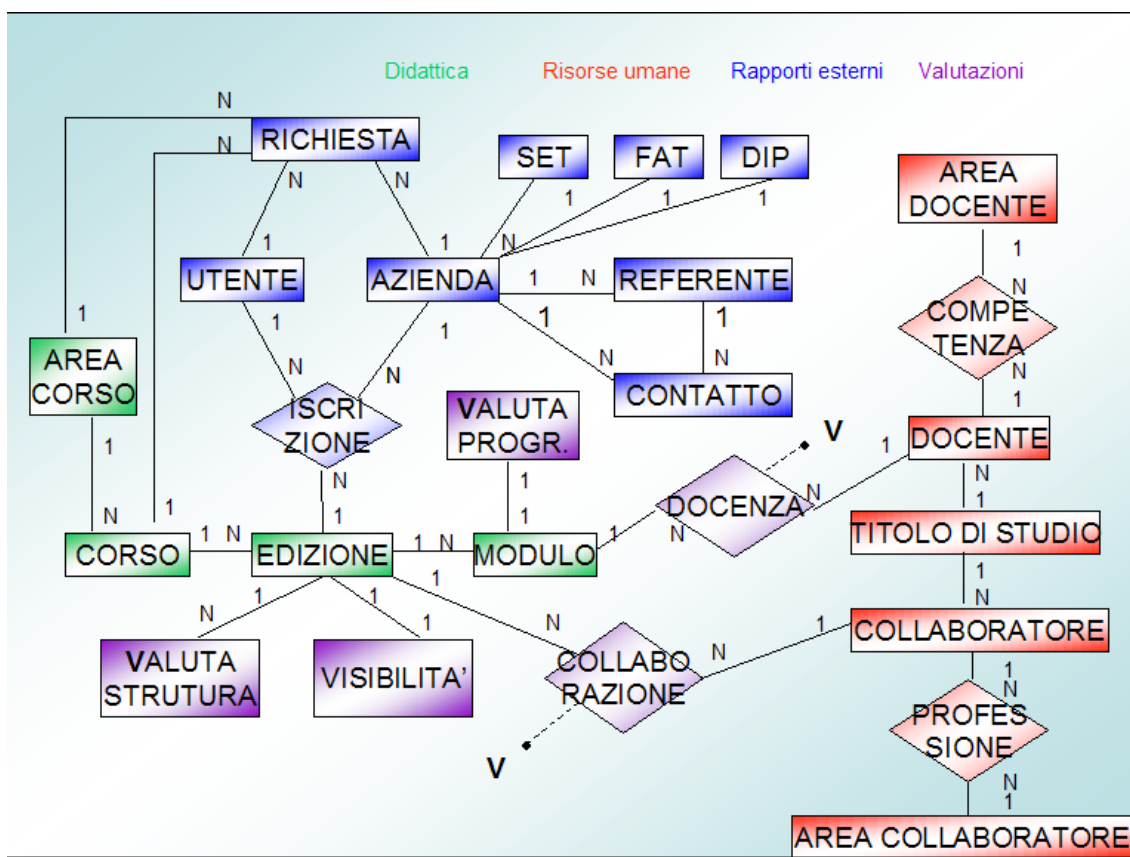 Didattica Risorse umane Rapporti esterni Valutazioni
N
N
RICHIESTA
N N
SET FAT DIP
1 1 1
AREA
DOCENTE
1
N
COMPE
TENZA
N
1
1 1 N
UTENTE AZIENDA 1 N REFERENTE
1 1 1 1
N N N N
CONTATTO
1
AREA
CORSO
1
ISCRI
ZIONE
N
VALUTA
PROGR.
1
V
1 DOCENTE
N
1
DOCENZA N
N
TITOLO DI STUDIO
1
N
N 1 1 1
CORSO 1 N EDIZIONE 1 N MODULO 1
N 1 1 1 N
1
VALUTA
STRUTURA
VISIBILITA’
COLLABO
RAZIONE
N
1 COLLABORATORE
1
N
V
PROFES
SIONE
N
1
AREA COLLABORATORE